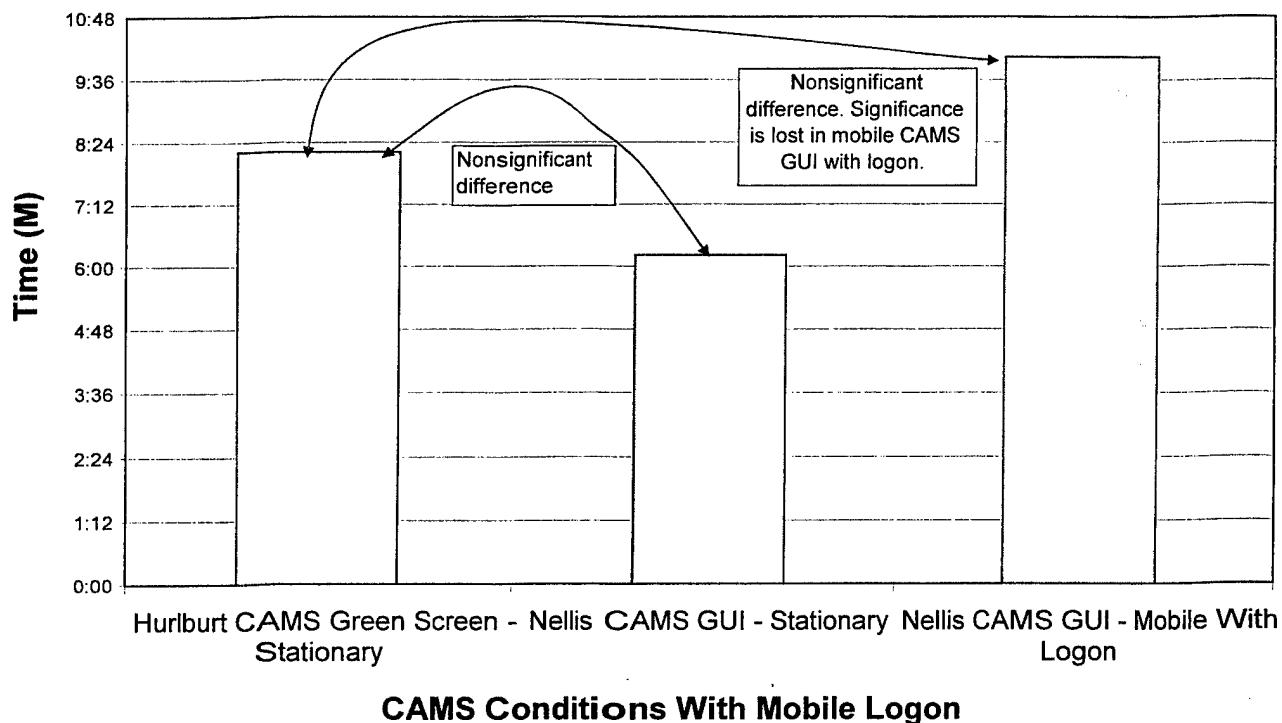 10:48
9:36
8:24
7:12
6:00
4:48
3:36
2:24
1:12
0:00
Time (M)
Nonsignificant
difference
Nonsignificant
difference. Significance
is lost in mobile CAMS
GUI with logon.
Hurlburt CAMS Green Screen -
Stationary
Nellis CAMS GUI - Stationary
Nellis CAMS GUI - Mobile With
Logon
CAMS Conditions With Mobile Logon